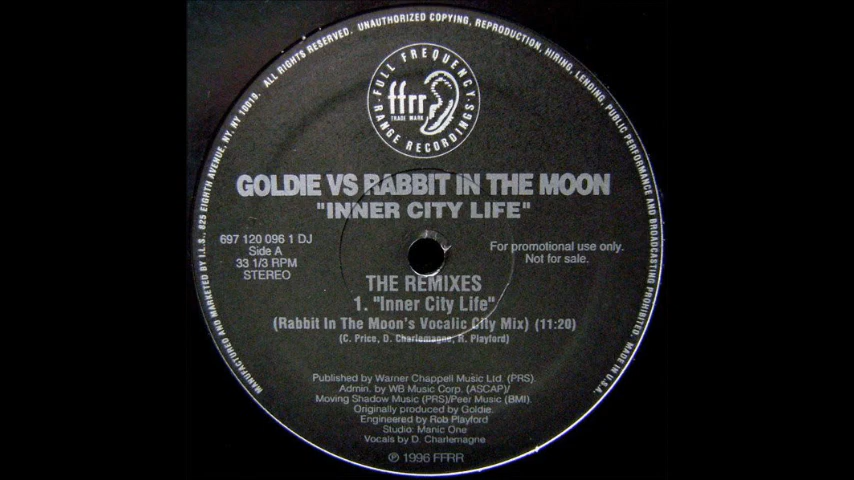 MANUFACTURED AND MARKETED BY I.L.S., 825 EIGHTH AVENUE, NY, NY 10019. ALL RIGHTS RESERVED. UNAUTHORIZED COPYING, REPRODUCTION, HIRING, LENDING, PUBLIC PERFORMANCE AND BROADCASTING PROHIBITED. MADE IN U.S.A.
FULL FREQUENCY
ffrr
TRADE MARK
RANGE RECORDINGS
GOLDIE VS RABBIT IN THE MOON
"INNER CITY LIFE"
697 120 096 1 DJ
Side A
33 1/3 RPM
STEREO
For promotional use only.
Not for sale.
THE REMIXES
1. "Inner City Life"
(Rabbit In The Moon's Vocalic City Mix) (11:20)
(C. Price, D. Charlemagne, R. Playford)
Published by Warner Chappell Music Ltd. (PRS).
Admin. by WB Music Corp. (ASCAP)/
Moving Shadow Music (PRS)/Peer Music (BMI).
Originally produced by Goldie.
Engineered by Rob Playford
Studio: Manic One
Vocals by D. Charlemagne
℗ 1996 FFRR